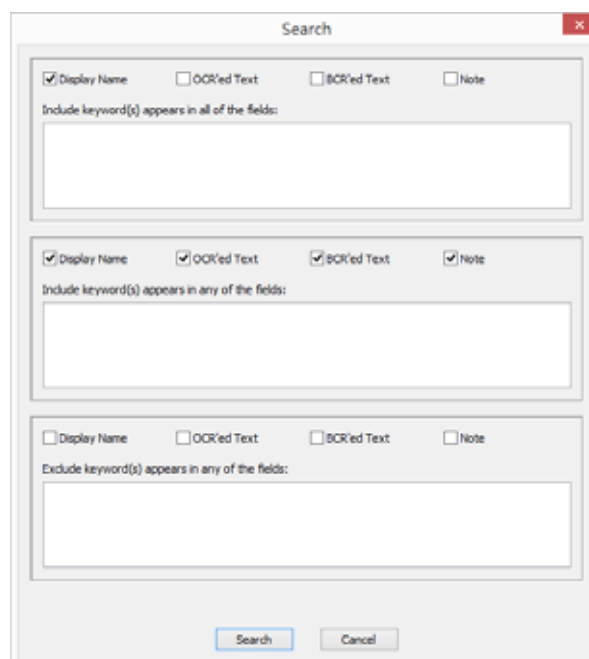 Search
Display Name OCR'ed Text BCR'ed Text Note
Include keyword(s) appears in all of the fields:
Display Name OCR'ed Text BCR'ed Text Note
Include keyword(s) appears in any of the fields:
Display Name OCR'ed Text BCR'ed Text Note
Exclude keyword(s) appears in any of the fields:
Search Cancel